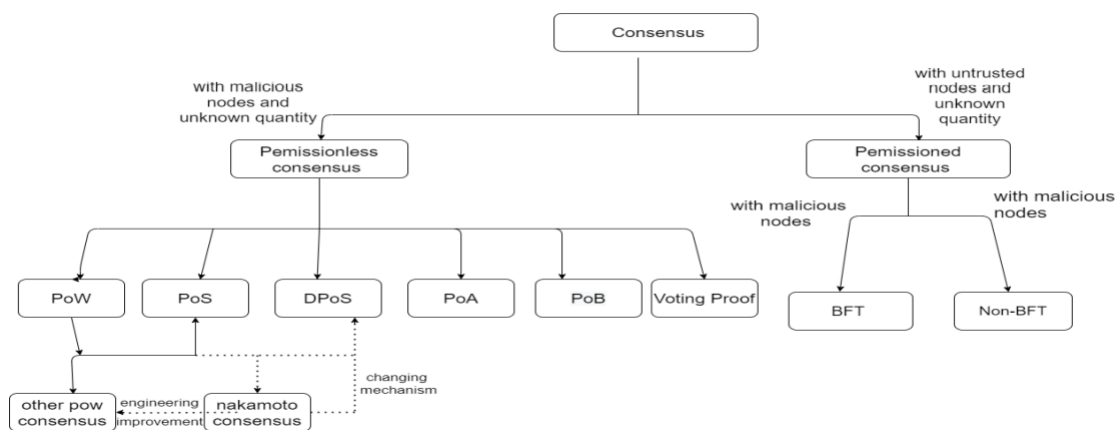 Consensus
with malicious
nodes and
unknown quantity
with untrusted
nodes and
unknown
quantity
Pemissionless
consensus
Pemissioned
consensus
with malicious
nodes
with malicious
nodes
PoW
PoS
DPoS
PoA
PoB
Voting Proof
BFT
Non-BFT
changing
mechanism
other pow
consensus
engineering
improvement
nakamoto
consensus